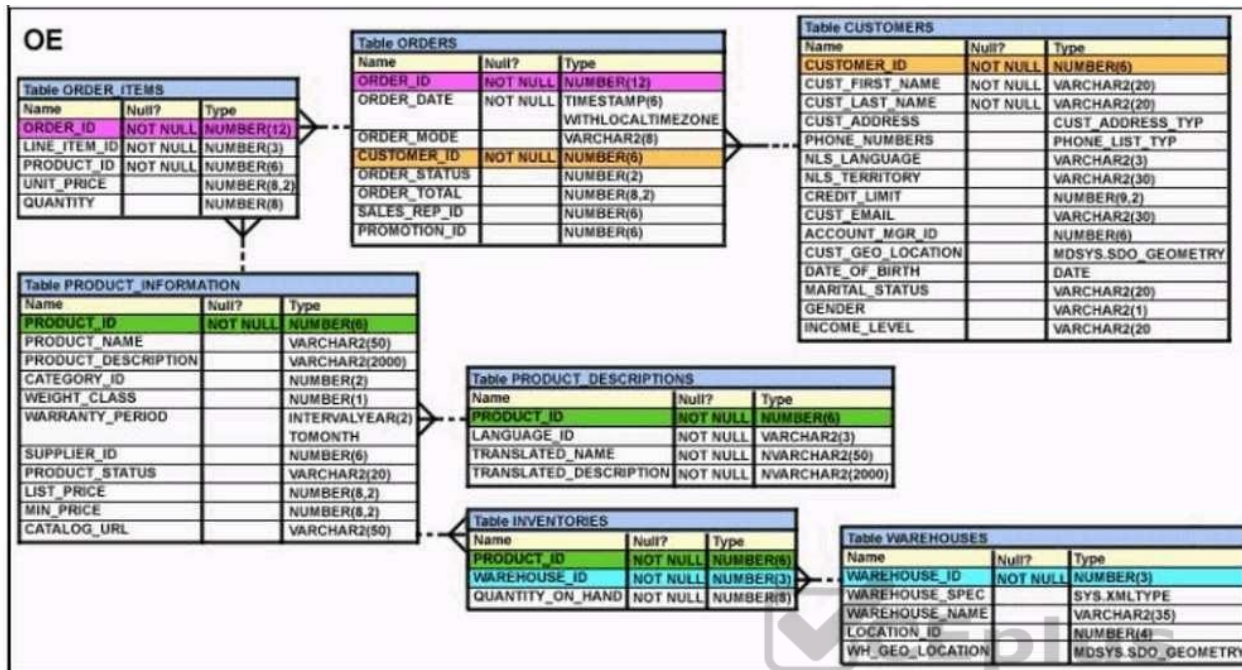 OE
Table ORDER_ITEMS
Name Null? Type
ORDER_ID NOT NULL NUMBER(12)
LINE_ITEM_ID NOT NULL NUMBER(3)
PRODUCT_ID NOT NULL NUMBER(6)
UNIT_PRICE NUMBER(8,2)
QUANTITY NUMBER(8)
Table ORDERS
Name Null? Type
ORDER_ID NOT NULL NUMBER(12)
ORDER_DATE NOT NULL TIMESTAMP(6)
WITHLOCALTIMEZONE
ORDER_MODE VARCHAR2(8)
CUSTOMER_ID NOT NULL NUMBER(6)
ORDER_STATUS NUMBER(2)
ORDER_TOTAL NUMBER(8,2)
SALES_REP_ID NUMBER(6)
PROMOTION_ID NUMBER(6)
Table CUSTOMERS
Name Null? Type
CUSTOMER_ID NOT NULL NUMBER(6)
CUST_FIRST_NAME NOT NULL VARCHAR2(20)
CUST_LAST_NAME NOT NULL VARCHAR2(20)
CUST_ADDRESS CUST_ADDRESS_TYP
PHONE_NUMBERS PHONE_LIST_TYP
NLS_LANGUAGE VARCHAR2(3)
NLS_TERRITORY VARCHAR2(30)
CREDIT_LIMIT NUMBER(9,2)
CUST_EMAIL VARCHAR2(30)
ACCOUNT_MGR_ID NUMBER(6)
CUST_GEO_LOCATION MDSYS.SDO_GEOMETRY
DATE_OF_BIRTH DATE
MARITAL_STATUS VARCHAR2(20)
GENDER VARCHAR2(1)
INCOME_LEVEL VARCHAR2(20
Table PRODUCT_INFORMATION
Name Null? Type
PRODUCT_ID NOT NULL NUMBER(6)
PRODUCT_NAME VARCHAR2(50)
PRODUCT_DESCRIPTION VARCHAR2(2000)
CATEGORY_ID NUMBER(2)
WEIGHT_CLASS NUMBER(1)
WARRANTY_PERIOD INTERVALYEAR(2)
TOMONTH
SUPPLIER_ID NUMBER(6)
PRODUCT_STATUS VARCHAR2(20)
LIST_PRICE NUMBER(8,2)
MIN_PRICE NUMBER(8,2)
CATALOG_URL VARCHAR2(50)
Table PRODUCT_DESCRIPTIONS
Name Null? Type
PRODUCT_ID NOT NULL NUMBER(6)
LANGUAGE_ID NOT NULL VARCHAR2(3)
TRANSLATED_NAME NOT NULL NVARCHAR2(50)
TRANSLATED_DESCRIPTION NOT NULL NVARCHAR2(2000)
Table INVENTORIES
Name Null? Type
PRODUCT_ID NOT NULL NUMBER(6)
WAREHOUSE_ID NOT NULL NUMBER(3)
QUANTITY_ON_HAND NOT NULL NUMBER(8)
Table WAREHOUSES
Name Null? Type
WAREHOUSE_ID NOT NULL NUMBER(3)
WAREHOUSE_SPEC SYS.XMLTYPE
WAREHOUSE_NAME VARCHAR2(35)
LOCATION_ID NUMBER(4)
WH_GEO_LOCATION MDSYS.SDO_GEOMETRY